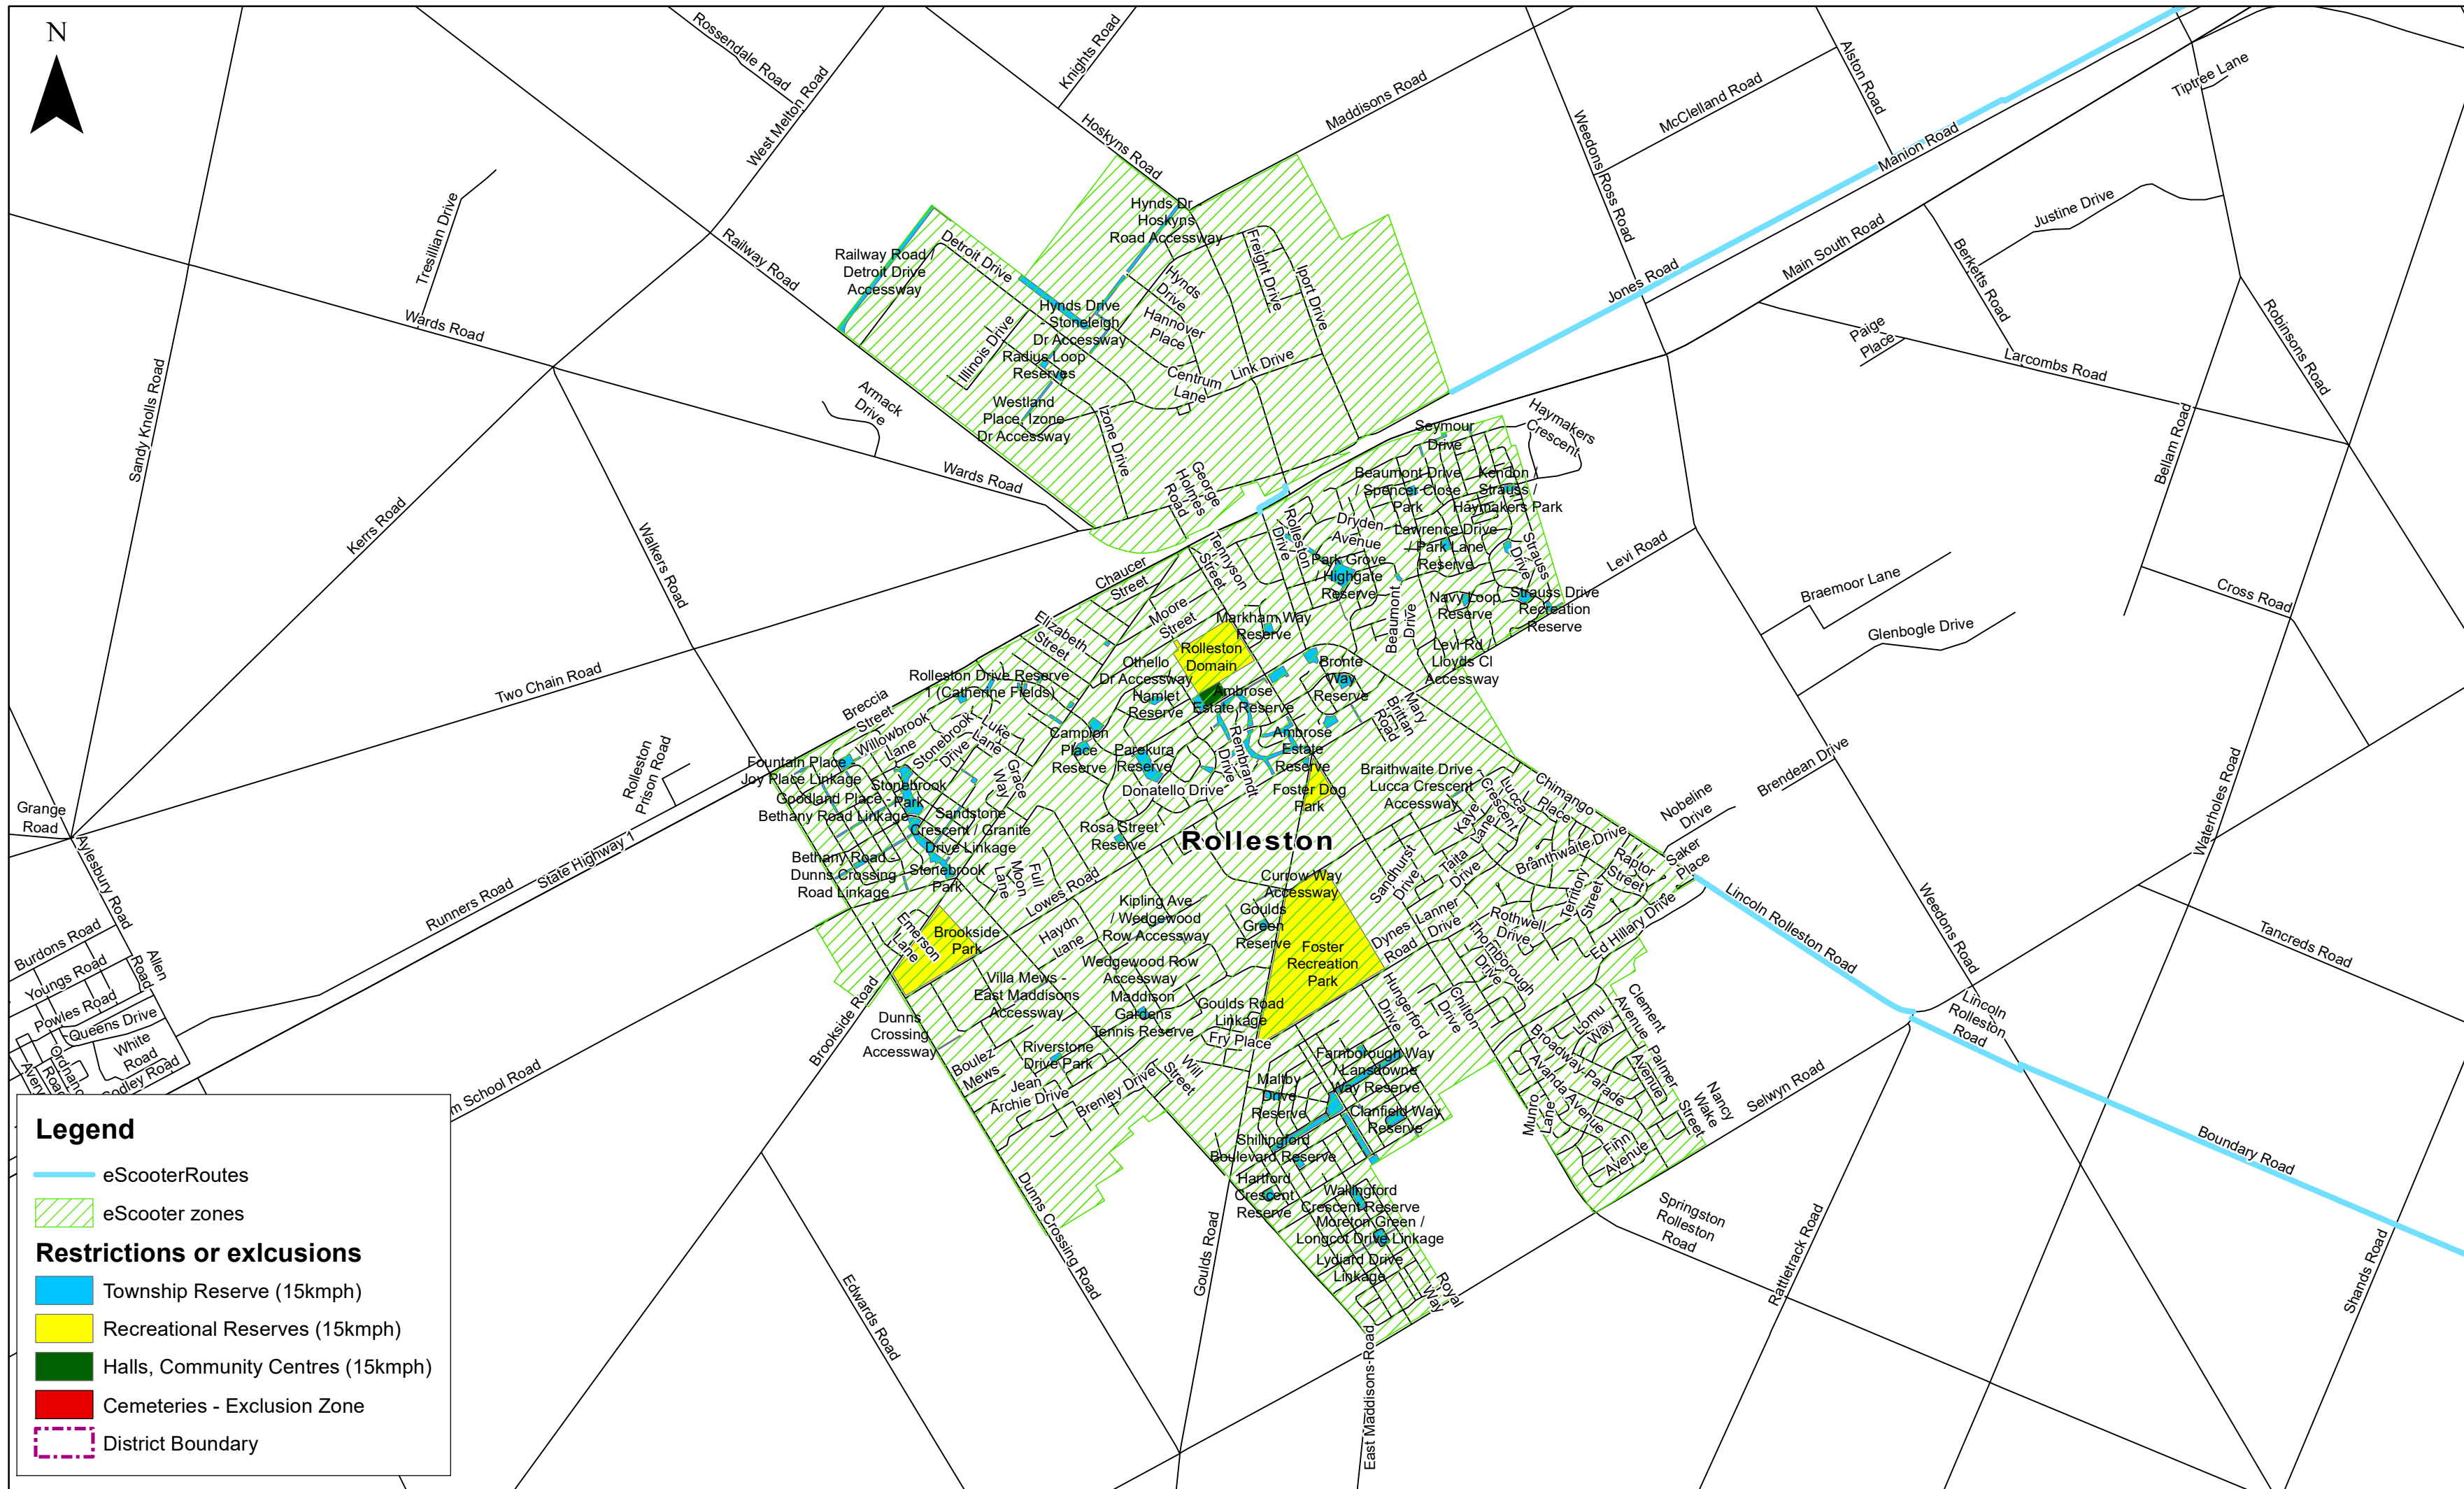 N
Rossendale Road
West Melton Road
Knights Road
Hoskyns Road
Maddisons Road
Weedons Ross Road
McClelland Road
Alston Road
Manion Road
Tiptree Lane
Justine Drive
Main South Road
Berketts Road
Jones Road
Tresillian Drive
Railway Road
Wards Road
Sandy Knolls Road
Kerrs Road
Armack
Drive
Wards Road
Walkers Road
Railway Road /
Detroit Drive
Accessway
Detroit Drive
Hynds Dr -
Hoskyns
Road Accessway
Freight Drive
Iport Drive
Hynds
Drive
Hannover
Place
Hynds Drive
- Stoneleigh
Dr Accessway
Illinois Drive
Radius Loop
Reserves
Centrum
Lane
Link Drive
Westland
Place, Izone
Dr Accessway
Izone Drive
George
Holmes
Road
Paige
Place
Larcombs Road
Robinsons Road
Bellam Road
Cross Road
Seymour
Drive
Haymakers
Crescent
Beaumont Drive
/ Spencer Close
Park
Kendon /
Strauss /
Haymakers Park
Rolleston
Drive
Dryden
Avenue
Lawrence Drive
/ Park Lane
Reserve
Strauss
Drive
Park Grove
/ Highgate
Reserve
Levi Road
Braemoor Lane
Glenbogle Drive
Tennyson
Street
Chaucer
Street
Moore
Street
Elizabeth
Street
Markham Way
Reserve
Beaumont
Drive
Navy Loop
Reserve
Strauss Drive
Recreation
Reserve
Rolleston
Domain
Levi Rd /
Lloyds Cl
Accessway
Othello
Dr Accessway
Hamlet
Reserve
Ambrose
Estate Reserve
Bronte
Way
Reserve
Mary
Brittan
Road
Rolleston Drive Reserve
1 (Catherine Fields)
Two Chain Road
Breccia
Street
Willowbrook
Lane
Stonebrook
Drive
Luke
Lane
Campion
Place
Reserve
Parekura
Reserve
Rembrandt
Drive
Ambrose
Estate
Reserve
Rolleston
Prison Road
Fountain Place -
Joy Place Linkage
Goodland Place -
Bethany Road Linkage
Stonebrook
Park
Grace
Way
Donatello Drive
Foster Dog
Park
Braithwaite Drive
Lucca Crescent
Accessway
Lucca
Crescent
Chimango
Place
Nobeline
Drive
Brendean Drive
Kaye
Lane
Branthwaite Drive
Saker
Place
Raptor
Street
Grange
Road
Aylesbury Road
State Highway 1
Runners Road
Sandstone
Crescent / Granite
Drive Linkage
Rosa Street
Reserve
Rolleston
Bethany Road -
Dunns Crossing
Road Linkage
Stonebrook
Park
Full
Moon
Lane
Lowes Road
Currow Way
Accessway
Sandhurst
Drive
Taita
Drive
Territory
Street
Ed Hillary Drive
Lincoln Rolleston Road
Weedons Road
Waterholes Road
Tancreds Road
Burdons Road
Youngs Road
Allen
Road
Powles Road
Queens Drive
White
Road
Emerson
Lane
Brookside
Park
Haydn
Lane
Kipling Ave
/ Wedgewood
Row Accessway
Goulds
Green
Reserve
Foster
Recreation
Park
Dynes
Road
Lanner
Drive
Rothwell
Drive
Thornborough
Drive
Wedgewood Row
Accessway
Villa Mews -
East Maddisons
Accessway
Maddison
Gardens
Tennis Reserve
Goulds Road
Linkage
Fry Place
Hungerford
Drive
Chilton
Drive
Clement
Avenue
Lomu
Way
Broadway Parade
Palmer
Avenue
Avanda Avenue
Nancy
Wake
Street
Munro
Lane
Finn
Avenue
Selwyn Road
Lincoln
Rolleston
Road
Boundary Road
Shands Road
Brookside Road
Dunns
Crossing
Accessway
Boulez
Mews
Riverstone
Drive Park
Jean
Archie Drive
Brenley Drive
Will
Street
Farnborough Way
/ Lansdowne
Way Reserve
Maltby
Drive
Reserve
Clanfield Way
Reserve
Shillingford
Boulevard Reserve
Hartford
Crescent
Reserve
Wallingford
Crescent Reserve
Moreton Green /
Longcot Drive Linkage
Lydiard Drive
Linkage
Royal
Way
Springston
Rolleston
Road
Rattletrack Road
Dunns Crossing Road
Goulds Road
East Maddisons Road
Edwards Road
m School Road
Legend
eScooterRoutes
eScooter zones
Restrictions or exlcusions
Township Reserve (15kmph)
Recreational Reserves (15kmph)
Halls, Community Centres (15kmph)
Cemeteries - Exclusion Zone
District Boundary